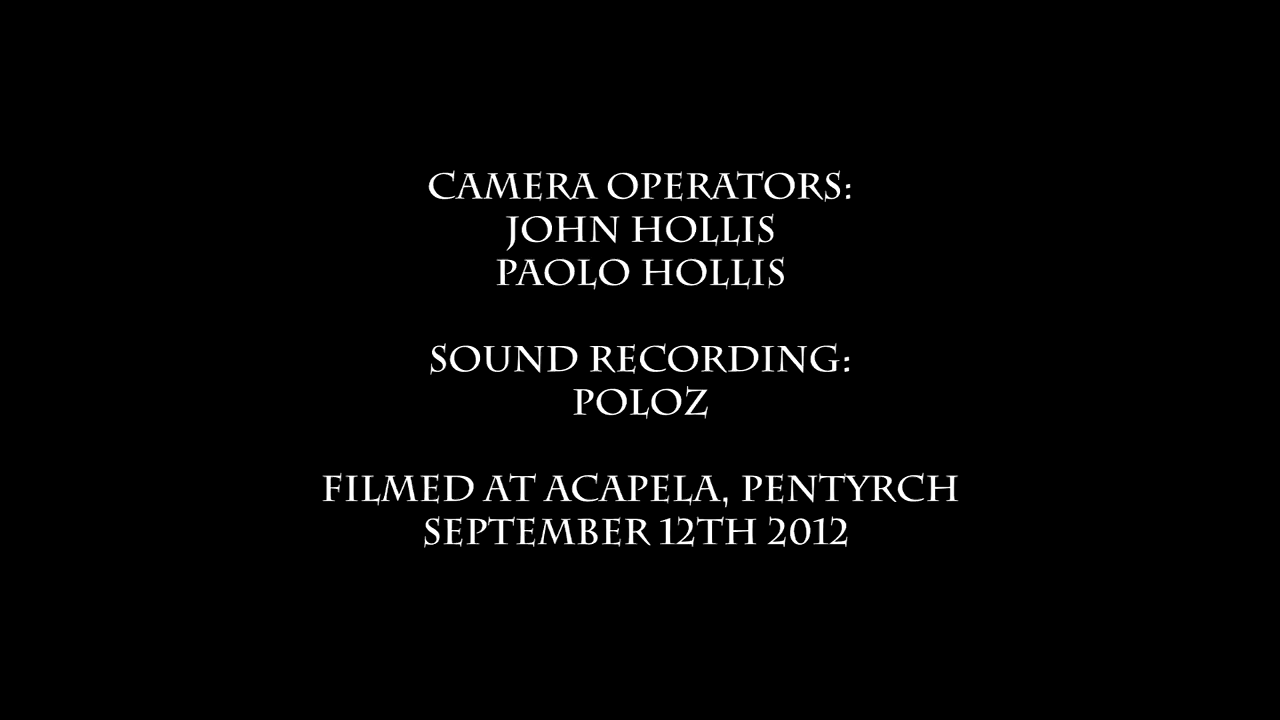 CAMERA OPERATORS:
JOHN HOLLIS
PAOLO HOLLIS
SOUND RECORDING:
POLOZ
FILMED AT ACAPELA, PENTYRCH
SEPTEMBER 12TH 2012